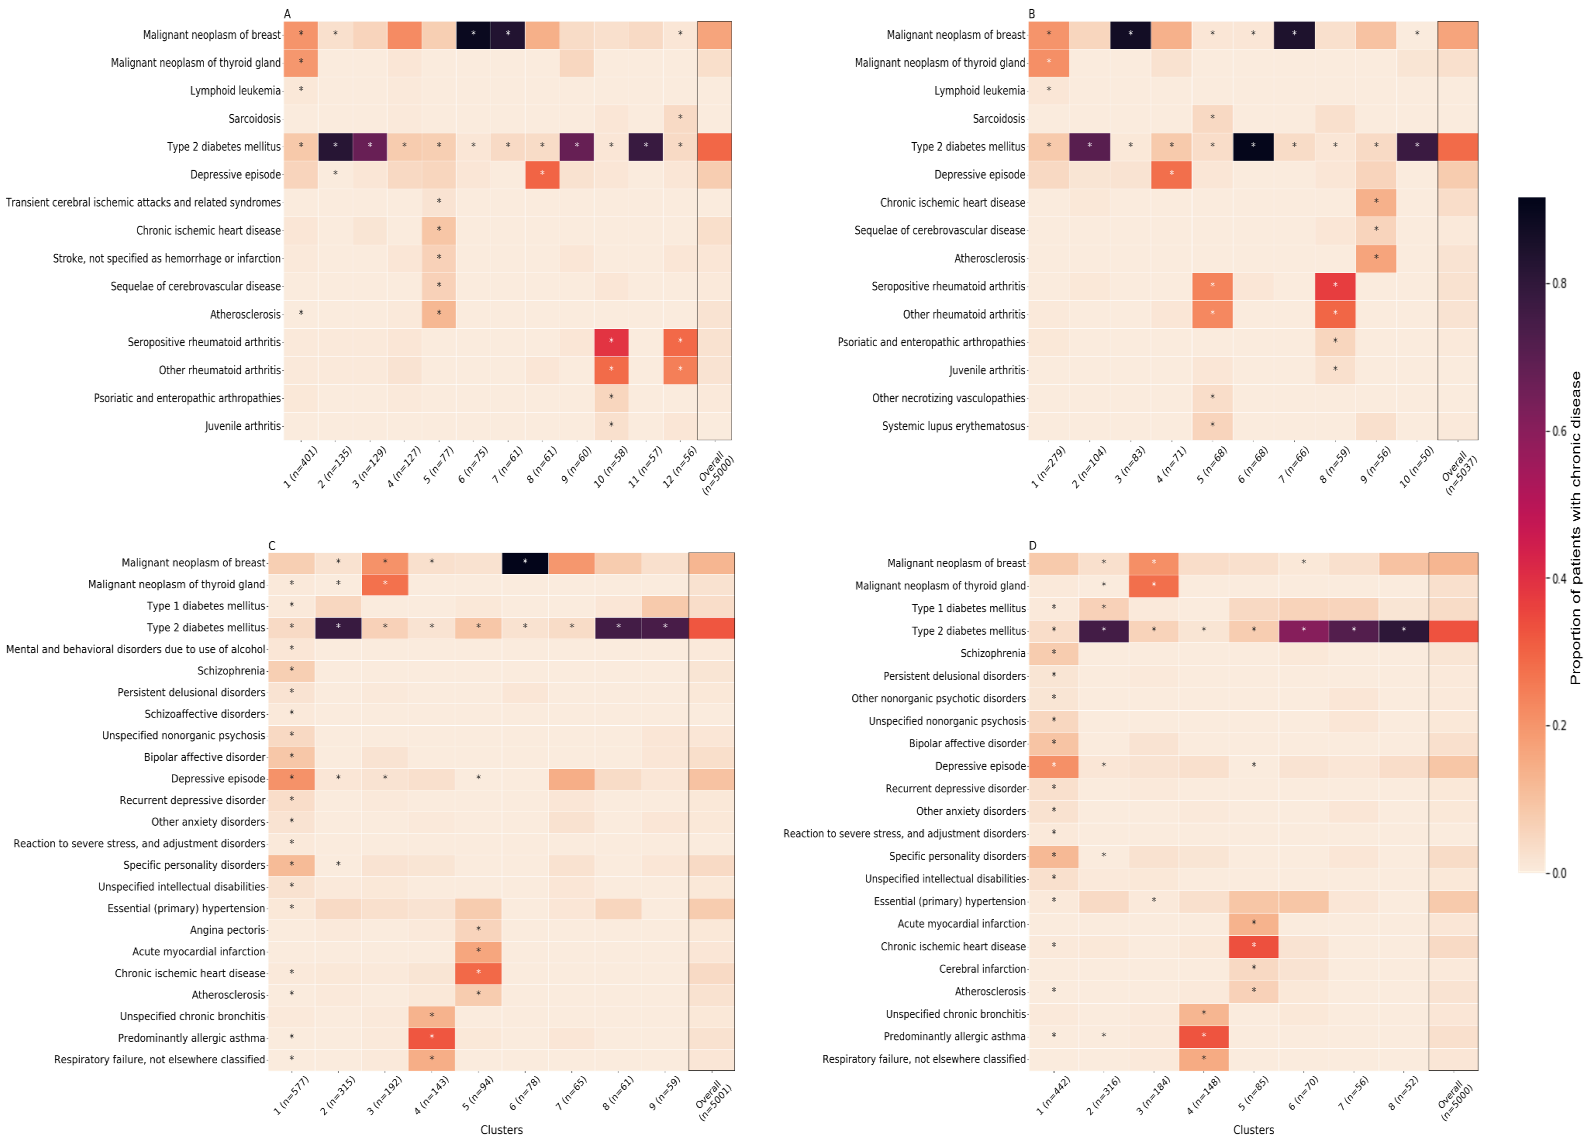 A
Malignant neoplasm of breast
Malignant neoplasm of thyroid gland
Lymphoid leukemia
Sarcoidosis
Type 2 diabetes mellitus
Depressive episode
Transient cerebral ischemic attacks and related syndromes
Chronic ischemic heart disease
Stroke, not specified as hemorrhage or infarction
Sequelae of cerebrovascular disease
Atherosclerosis
Seropositive rheumatoid arthritis
Other rheumatoid arthritis
Psoriatic and enteropathic arthropathies
Juvenile arthritis
1 (n=401)
2 (n=135)
3 (n=129)
4 (n=127)
5 (n=77)
6 (n=75)
7 (n=61)
8 (n=61)
9 (n=60)
10 (n=58)
11 (n=57)
12 (n=56)
Overall
(n=5000)
B
Malignant neoplasm of breast
Malignant neoplasm of thyroid gland
Lymphoid leukemia
Sarcoidosis
Type 2 diabetes mellitus
Depressive episode
Chronic ischemic heart disease
Sequelae of cerebrovascular disease
Atherosclerosis
Seropositive rheumatoid arthritis
Other rheumatoid arthritis
Psoriatic and enteropathic arthropathies
Juvenile arthritis
Other necrotizing vasculopathies
Systemic lupus erythematosus
1 (n=279)
2 (n=104)
3 (n=83)
4 (n=71)
5 (n=68)
6 (n=68)
7 (n=66)
8 (n=59)
9 (n=56)
10 (n=50)
Overall
(n=5037)
C
Malignant neoplasm of breast
Malignant neoplasm of thyroid gland
Type 1 diabetes mellitus
Type 2 diabetes mellitus
Mental and behavioral disorders due to use of alcohol
Schizophrenia
Persistent delusional disorders
Schizoaffective disorders
Unspecified nonorganic psychosis
Bipolar affective disorder
Depressive episode
Recurrent depressive disorder
Other anxiety disorders
Reaction to severe stress, and adjustment disorders
Specific personality disorders
Unspecified intellectual disabilities
Essential (primary) hypertension
Angina pectoris
Acute myocardial infarction
Chronic ischemic heart disease
Atherosclerosis
Unspecified chronic bronchitis
Predominantly allergic asthma
Respiratory failure, not elsewhere classified
1 (n=577)
2 (n=315)
3 (n=192)
4 (n=143)
5 (n=94)
6 (n=78)
7 (n=65)
8 (n=61)
9 (n=59)
Overall
(n=5001)
Clusters
D
Malignant neoplasm of breast
Malignant neoplasm of thyroid gland
Type 1 diabetes mellitus
Type 2 diabetes mellitus
Schizophrenia
Persistent delusional disorders
Other nonorganic psychotic disorders
Unspecified nonorganic psychosis
Bipolar affective disorder
Depressive episode
Recurrent depressive disorder
Other anxiety disorders
Reaction to severe stress, and adjustment disorders
Specific personality disorders
Unspecified intellectual disabilities
Essential (primary) hypertension
Acute myocardial infarction
Chronic ischemic heart disease
Cerebral infarction
Atherosclerosis
Unspecified chronic bronchitis
Predominantly allergic asthma
Respiratory failure, not elsewhere classified
1 (n=442)
2 (n=316)
3 (n=184)
4 (n=148)
5 (n=85)
6 (n=70)
7 (n=56)
8 (n=52)
Overall
(n=5000)
Clusters
0.8
0.6
0.4
0.2
0.0
Proportion of patients with chronic disease